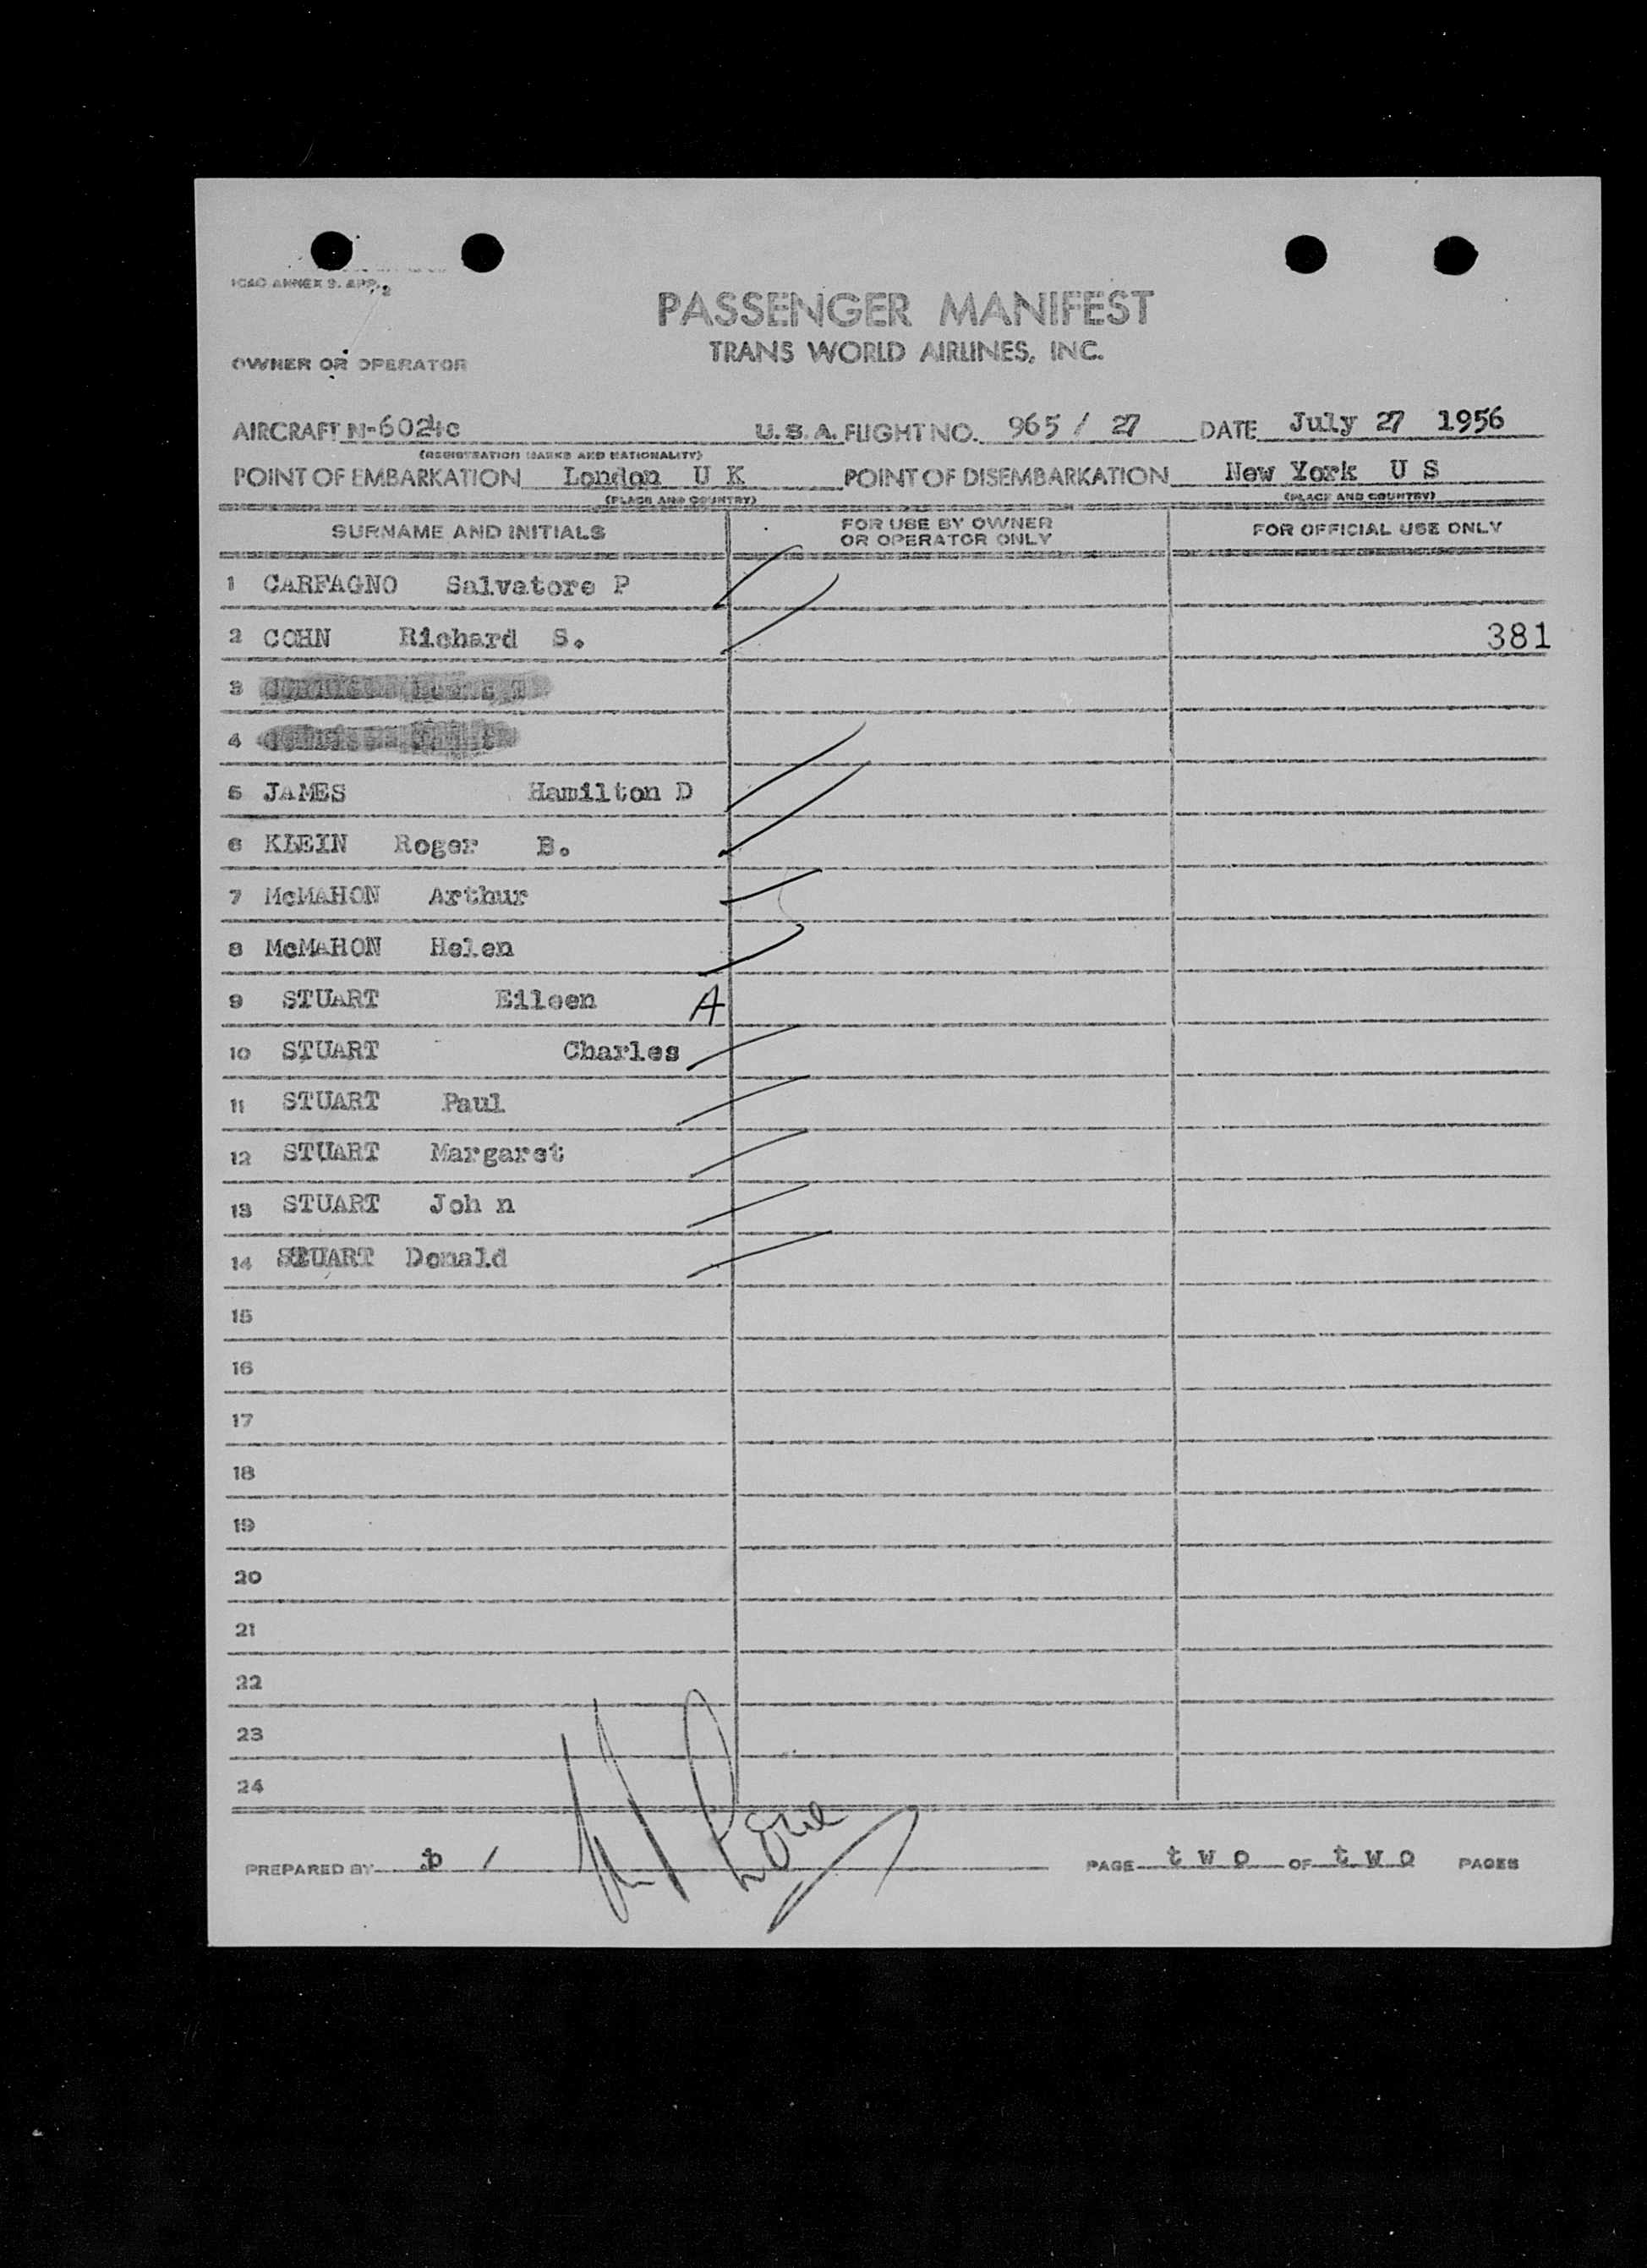 ICAO ANNEX 9. APP. 2
PASSENGER MANIFEST
TRANS WORLD AIRLINES, INC.
OWNER OR OPERATOR
AIRCRAFT N-6024c U.S.A. FLIGHT NO. 965 / 27 DATE July 27 1956
(REGISTRATION MARKS AND NATIONALITY)
POINT OF EMBARKATION London U K POINT OF DISEMBARKATION New York U S
(PLACE AND COUNTRY) (PLACE AND COUNTRY)
SURNAME AND INITIALS FOR USE BY OWNER OR OPERATOR ONLY FOR OFFICIAL USE ONLY
1 CARFAGNO Salvatore P
2 COHN Richard S. 381
3
4
5 JAMES Hamilton D
6 KLEIN Roger B.
7 McMAHON Arthur
8 McMAHON Helen
9 STUART Eileen A
10 STUART Charles
11 STUART Paul
12 STUART Margaret
13 STUART Joh n
14 STUART Donald
15
16
17
18
19
20
21
22
23
24
PREPARED BY p / PAGE t w o OF t w o PAGES